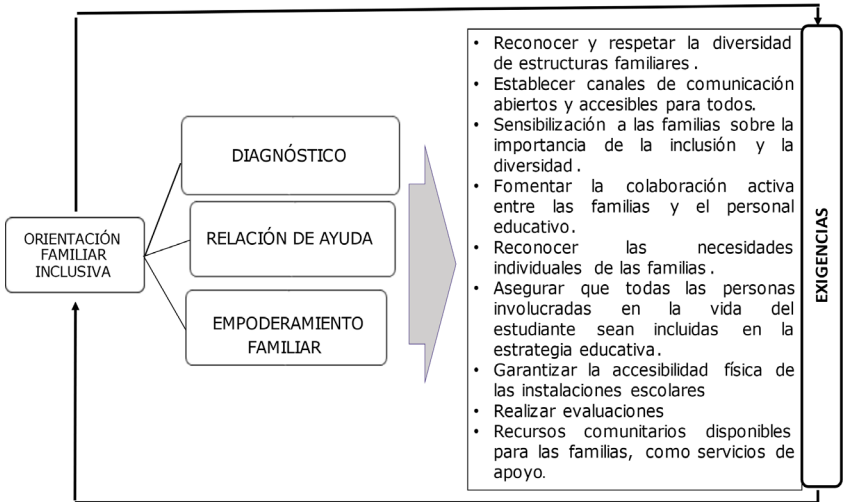 ORIENTACIÓN
FAMILIAR
INCLUSIVA
DIAGNÓSTICO
RELACIÓN DE AYUDA
EMPODERAMIENTO
FAMILIAR
• Reconocer y respetar la diversidad
de estructuras familiares .
• Establecer canales de comunicación
abiertos y accesibles para todos.
• Sensibilización a las familias sobre la
importancia de la inclusión y la
diversidad .
• Fomentar la colaboración activa
entre las familias y el personal
educativo.
• Reconocer las necesidades
individuales de las familias .
• Asegurar que todas las personas
involucradas en la vida del
estudiante sean incluidas en la
estrategia educativa.
• Garantizar la accesibilidad física de
las instalaciones escolares
• Realizar evaluaciones
• Recursos comunitarios disponibles
para las familias, como servicios de
apoyo.
EXIGENCIAS